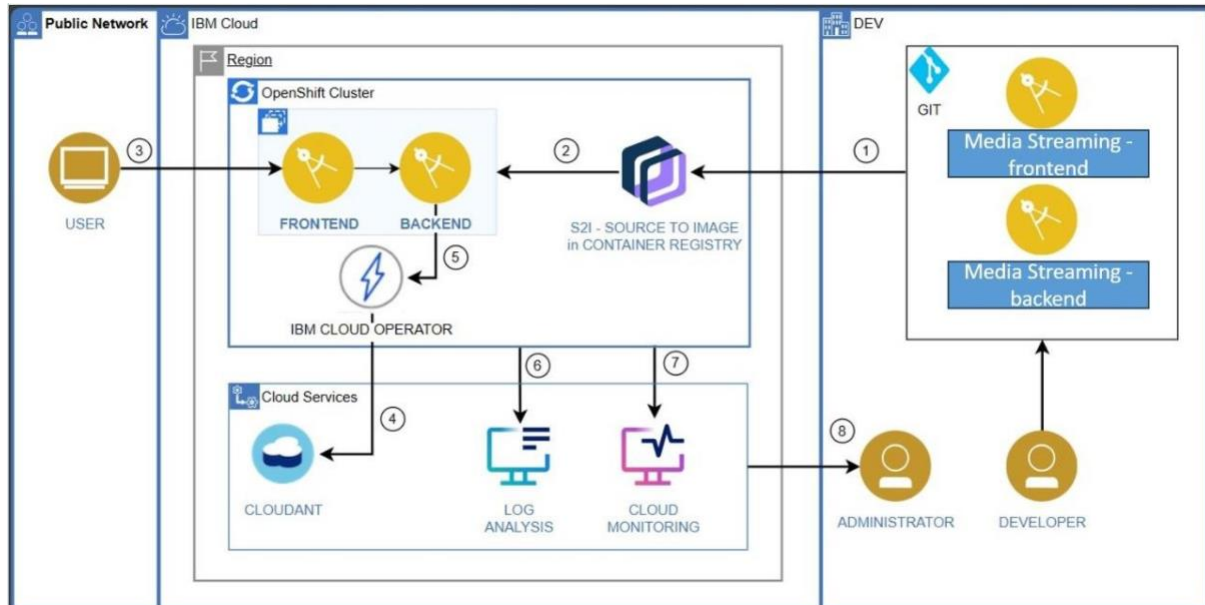 Public Network
IBM Cloud
DEV
Region
OpenShift Cluster
GIT
Media Streaming -
frontend
3
2
1
Media Streaming -
backend
USER
FRONTEND
BACKEND
S2I - SOURCE TO IMAGE
in CONTAINER REGISTRY
5
IBM CLOUD OPERATOR
6
7
Cloud Services
4
8
CLOUDANT
LOG
ANALYSIS
CLOUD
MONITORING
ADMINISTRATOR
DEVELOPER